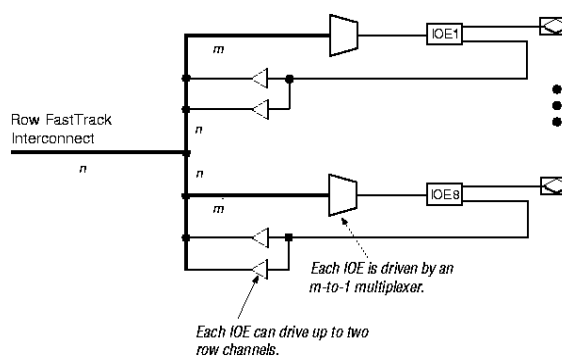 m
IOE1
Row FastTrack
Interconnect
n
n
n
m
IOE8
Each IOE is driven by an
m-to-1 multiplexer.
Each IOE can drive up to two
row channels.